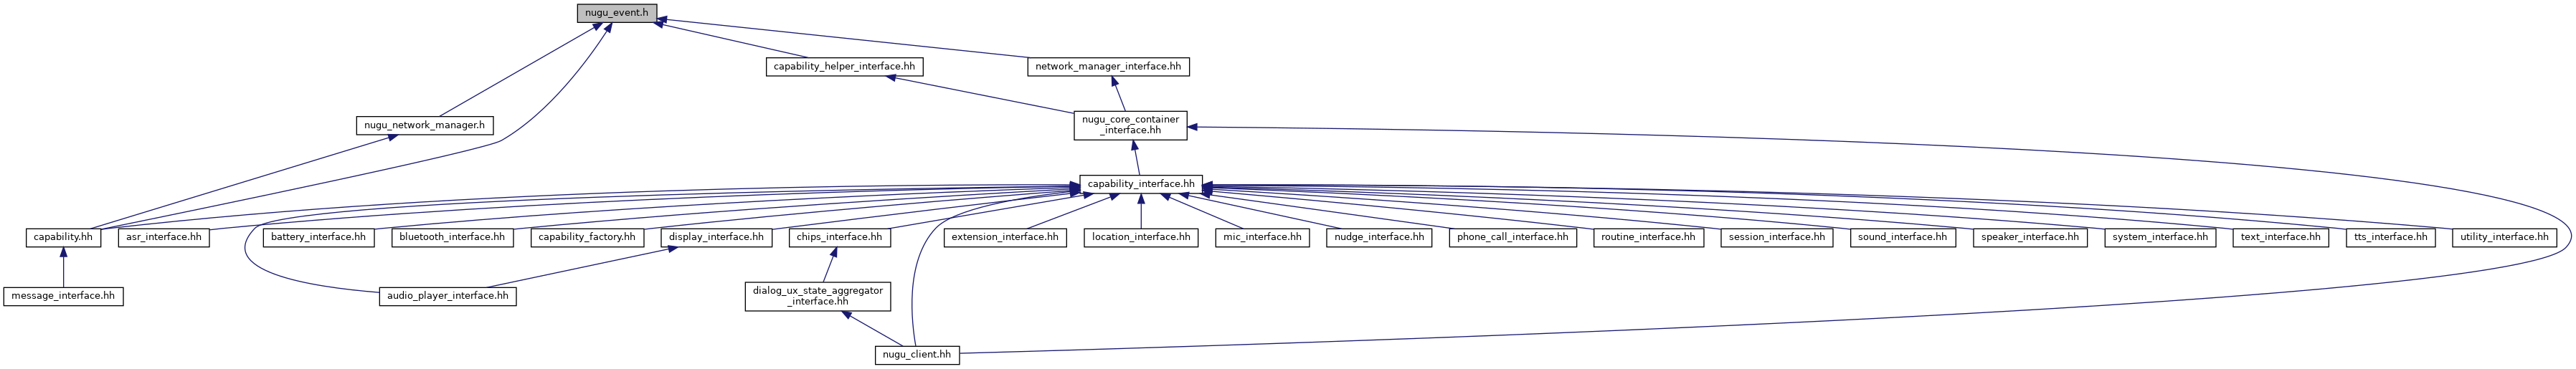 nugu_event.h
capability_helper_interface.hh
network_manager_interface.hh
nugu_network_manager.h
nugu_core_container
_interface.hh
capability_interface.hh
capability.hh
asr_interface.hh
battery_interface.hh
bluetooth_interface.hh
capability_factory.hh
display_interface.hh
chips_interface.hh
extension_interface.hh
location_interface.hh
mic_interface.hh
nudge_interface.hh
phone_call_interface.hh
routine_interface.hh
session_interface.hh
sound_interface.hh
speaker_interface.hh
system_interface.hh
text_interface.hh
tts_interface.hh
utility_interface.hh
message_interface.hh
audio_player_interface.hh
dialog_ux_state_aggregator
_interface.hh
nugu_client.hh